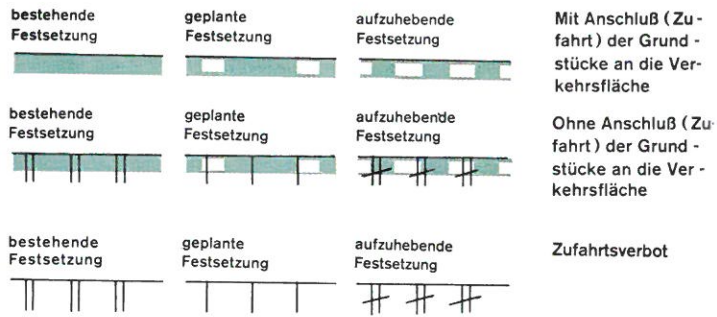 bestehende
Festsetzung
geplante
Festsetzung
aufzuhebende
Festsetzung
Mit Anschluß (Zu-
fahrt) der Grund-
stücke an die Ver-
kehrsfläche
bestehende
Festsetzung
geplante
Festsetzung
aufzuhebende
Festsetzung
Ohne Anschluß (Zu-
fahrt) der Grund-
stücke an die Ver-
kehrsfläche
bestehende
Festsetzung
geplante
Festsetzung
aufzuhebende
Festsetzung
Zufahrtsverbot